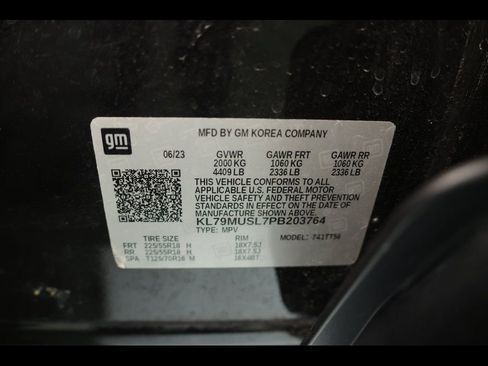 gm
MFD BY GM KOREA COMPANY
06/23 GVWR GAWR FRT GAWR RR
2000 KG 1060 KG 1060 KG
4409 LB 2336 LB 2336 LB
THIS VEHICLE CONFORMS TO ALL
APPLICABLE U.S. FEDERAL MOTOR
VEHICLE SAFETY AND THEFT
PREVENTION STANDARDS IN EFFECT ON
THE DATE OF MANUFACTURE SHOWN ABOVE.
KL79MUSL7PB203764
TYPE: MPV MODEL:
TIRE SIZE RIM
FRT 225/55R18 H 18X7.5J
RR 225/55R18 H 18X7.5J
SPA T125/70R16 M 16X4BT